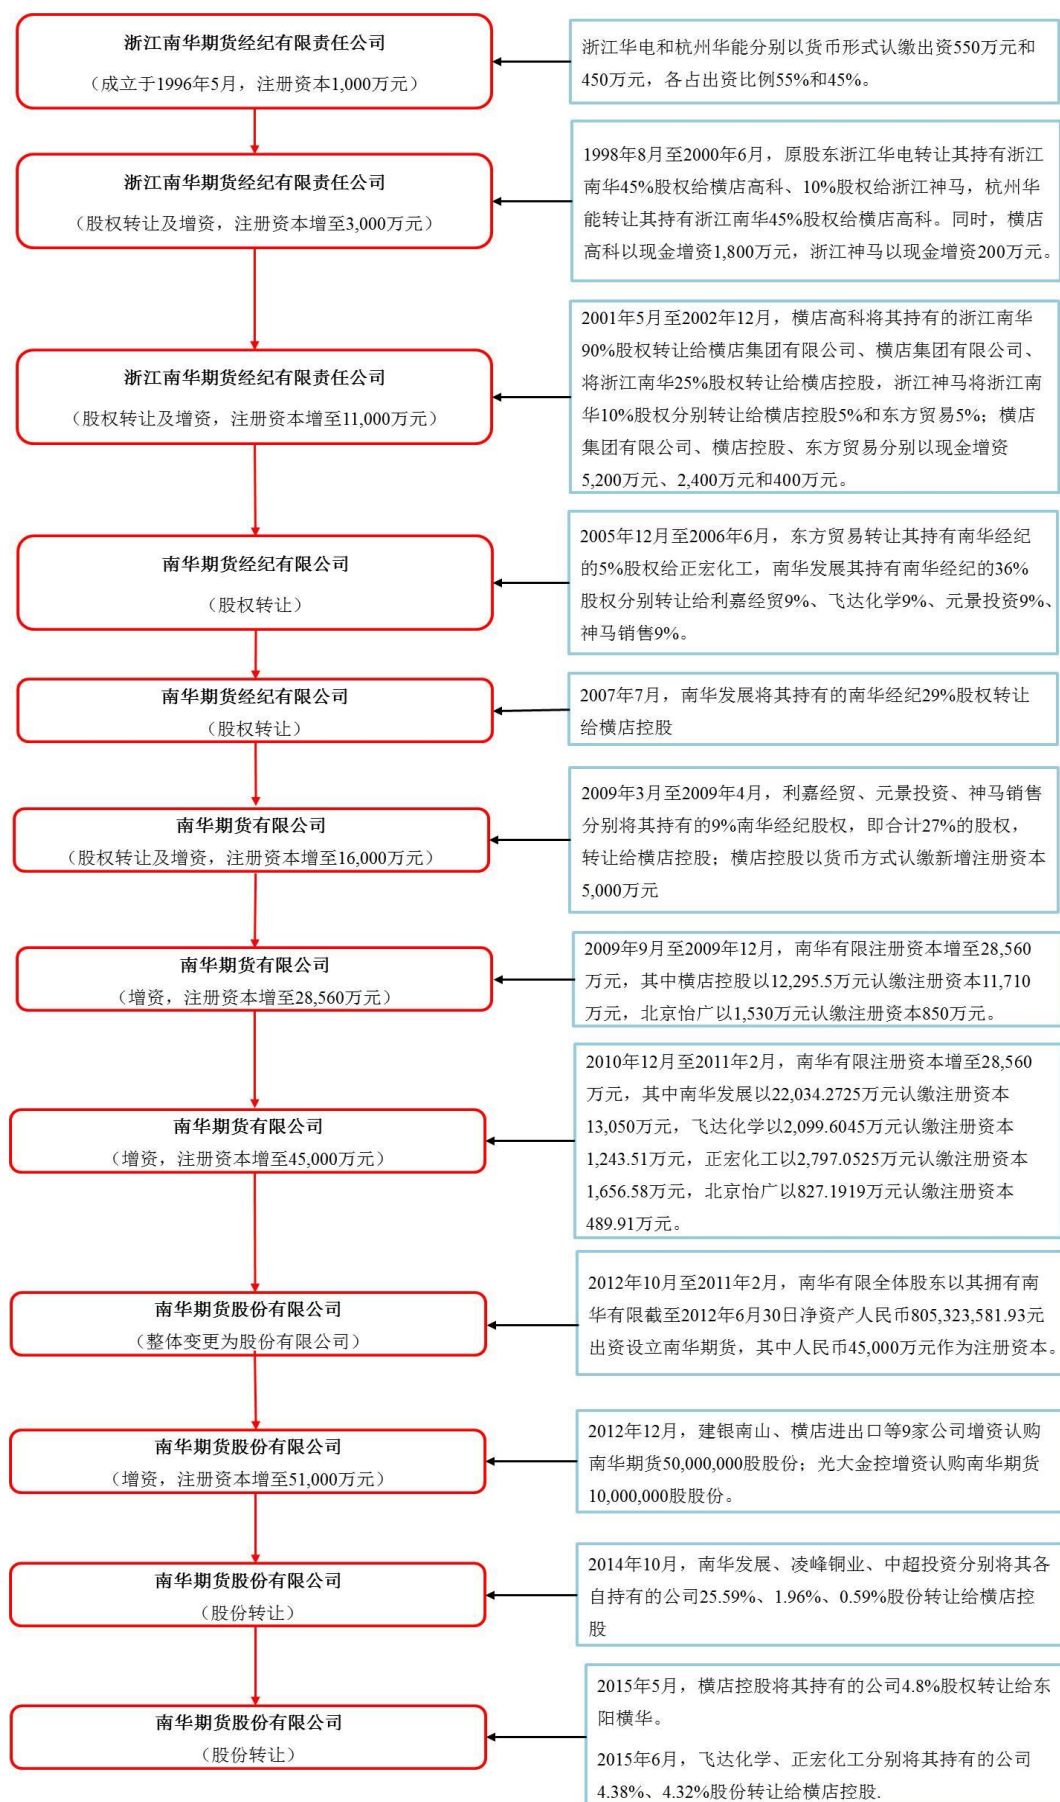 浙江南华期货经纪有限责任公司
（成立于1996年5月，注册资本1,000万元）
浙江华电和杭州华能分别以货币形式认缴出资550万元和
450万元，各占出资比例55%和45%。
浙江南华期货经纪有限责任公司
（股权转让及增资，注册资本增至3,000万元）
1998年8月至2000年6月，原股东浙江华电转让其持有浙江
南华45%股权给横店高科、10%股权给浙江神马，杭州华
能转让其持有浙江南华45%股权给横店高科。同时，横店
高科以现金增资1,800万元，浙江神马以现金增资200万元。
浙江南华期货经纪有限责任公司
（股权转让及增资，注册资本增至11,000万元）
2001年5月至2002年12月，横店高科将其持有的浙江南华
90%股权转让给横店集团有限公司、横店集团有限公司、
将浙江南华25%股权转让给横店控股，浙江神马将浙江南
华10%股权分别转让给横店控股5%和东方贸易5%；横店
集团有限公司、横店控股、东方贸易分别以现金增资
5,200万元、2,400万元和400万元。
南华期货经纪有限公司
（股权转让）
2005年12月至2006年6月，东方贸易转让其持有南华经纪
的5%股权给正宏化工，南华发展其持有南华经纪的36%
股权分别转让给利嘉经贸9%、飞达化学9%、元景投资9%、
神马销售9%。
南华期货经纪有限公司
（股权转让）
2007年7月，南华发展将其持有的南华经纪29%股权转让
给横店控股
南华期货有限公司
（股权转让及增资，注册资本增至16,000万元）
2009年3月至2009年4月，利嘉经贸、元景投资、神马销售
分别将其持有的9%南华经纪股权，即合计27%的股权，
转让给横店控股；横店控股以货币方式认缴新增注册资本
5,000万元
南华期货有限公司
（增资，注册资本增至28,560万元）
2009年9月至2009年12月，南华有限注册资本增至28,560
万元，其中横店控股以12,295.5万元认缴注册资本11,710
万元，北京怡广以1,530万元认缴注册资本850万元。
南华期货有限公司
（增资，注册资本增至45,000万元）
2010年12月至2011年2月，南华有限注册资本增至28,560
万元，其中南华发展以22,034.2725万元认缴注册资本
13,050万元，飞达化学以2,099.6045万元认缴注册资本
1,243.51万元，正宏化工以2,797.0525万元认缴注册资本
1,656.58万元，北京怡广以827.1919万元认缴注册资本
489.91万元。
南华期货股份有限公司
（整体变更为股份有限公司）
2012年10月至2011年2月，南华有限全体股东以其拥有南
华有限截至2012年6月30日净资产人民币805,323,581.93元
出资设立南华期货，其中人民币45,000万元作为注册资本。
南华期货股份有限公司
（增资，注册资本增至51,000万元）
2012年12月，建银南山、横店进出口等9家公司增资认购
南华期货50,000,000股股份；光大金控增资认购南华期货
10,000,000股股份。
南华期货股份有限公司
（股份转让）
2014年10月，南华发展、凌峰铜业、中超投资分别将其各
自持有的公司25.59%、1.96%、0.59%股份转让给横店控
股
南华期货股份有限公司
（股份转让）
2015年5月，横店控股将其持有的公司4.8%股权转让给东
阳横华。
2015年6月，飞达化学、正宏化工分别将其持有的公司
4.38%、4.32%股份转让给横店控股.